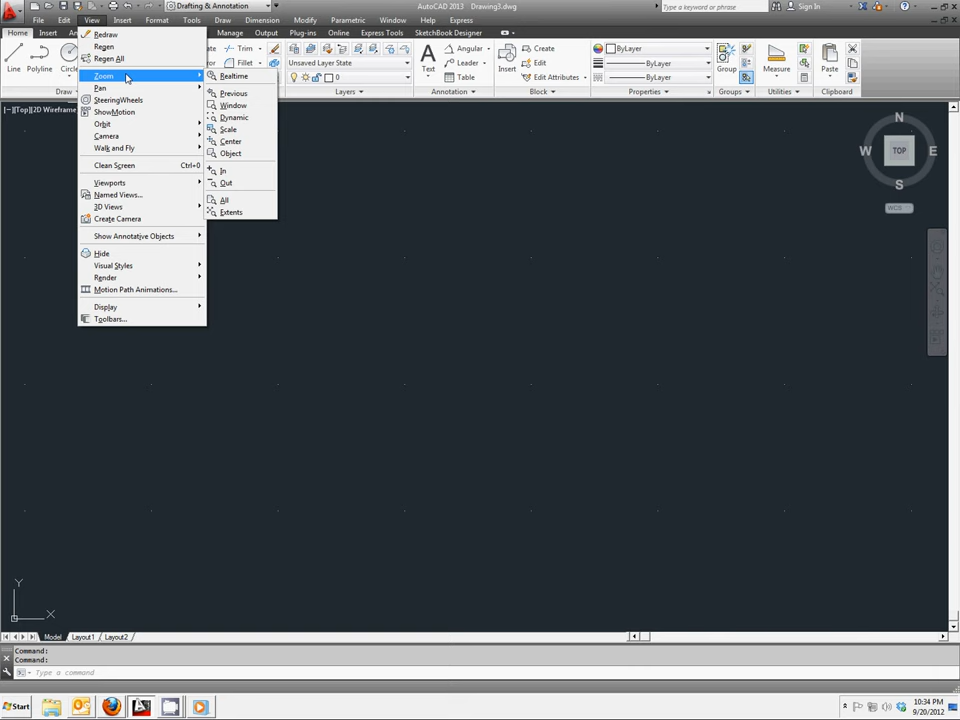 Drafting & Annotation
AutoCAD 2013 Drawing3.dwg
Type a keyword or phrase
Sign In
File Edit View Insert Format Tools Draw Dimension Modify Parametric Window Help Express
Home Insert
Manage Output Plug-ins Online Express Tools SketchBook Designer
Redraw
Regen
Regen All
Zoom
Pan
SteeringWheels
ShowMotion
Orbit
Camera
Walk and Fly
Clean Screen Ctrl+0
Viewports
Named Views...
3D Views
Create Camera
Show Annotative Objects
Hide
Visual Styles
Render
Motion Path Animations...
Display
Toolbars...
Realtime
Previous
Window
Dynamic
Scale
Center
Object
In
Out
All
Extents
Line
Polyline
Circle
Draw
Trim
Fillet
Unsaved Layer State
0
Layers
Text
Angular
Leader
Table
Annotation
Insert
Create
Edit
Edit Attributes
Block
ByLayer
ByLayer
ByLayer
Properties
Group
Groups
Measure
Utilities
Paste
Clipboard
[−][Top][2D Wireframe
N
W
TOP
E
S
WCS
Y
X
Model Layout1 Layout2
Command:
Command:
Type a command
Start
10:34 PM
9/20/2012